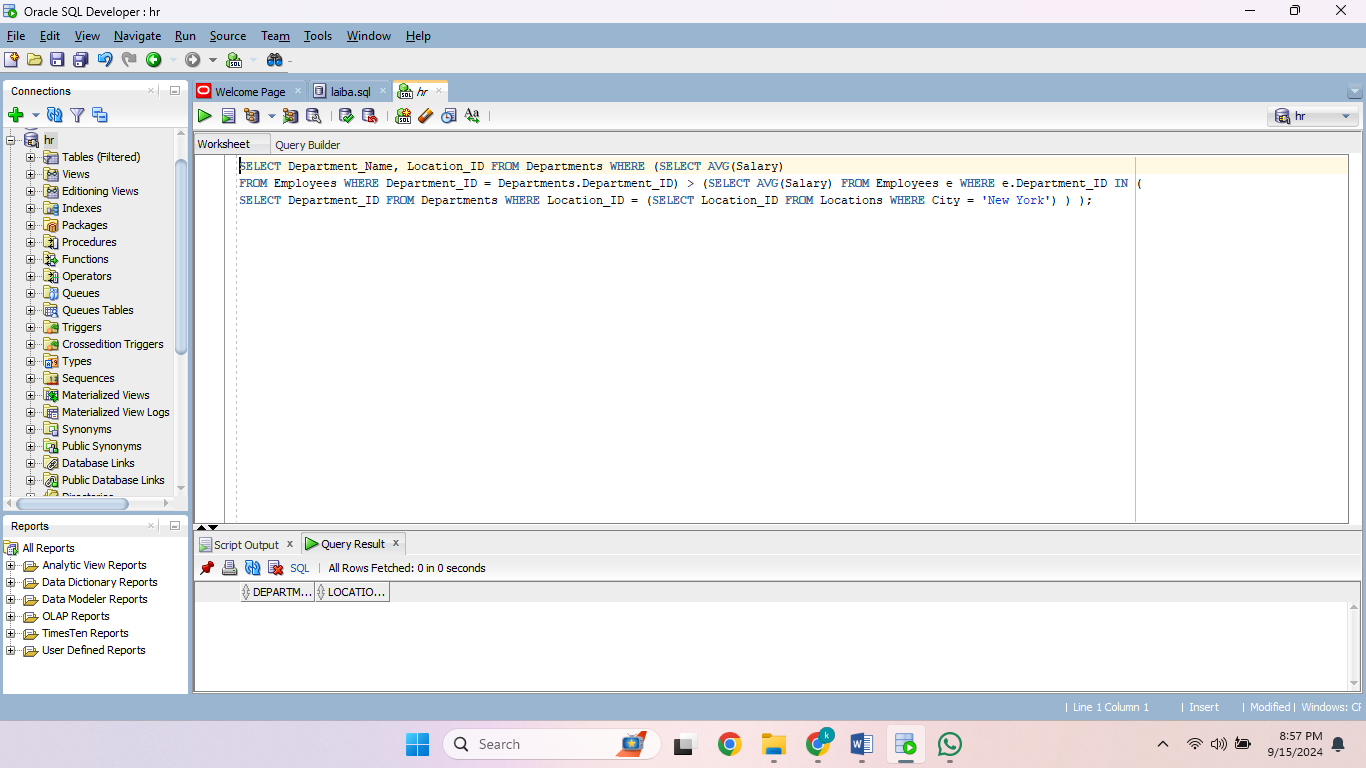 Oracle SQL Developer : hr
File Edit View Navigate Run Source Team Tools Window Help
Connections
hr
Tables (Filtered)
Views
Editioning Views
Indexes
Packages
Procedures
Functions
Operators
Queues
Queues Tables
Triggers
Crossedition Triggers
Types
Sequences
Materialized Views
Materialized View Logs
Synonyms
Public Synonyms
Database Links
Public Database Links
Directories
Reports
All Reports
Analytic View Reports
Data Dictionary Reports
Data Modeler Reports
OLAP Reports
TimesTen Reports
User Defined Reports
Welcome Page laiba.sql hr
hr
Worksheet Query Builder
SELECT Department_Name, Location_ID FROM Departments WHERE (SELECT AVG(Salary)
FROM Employees WHERE Department_ID = Departments.Department_ID) > (SELECT AVG(Salary) FROM Employees e WHERE e.Department_ID IN (
SELECT Department_ID FROM Departments WHERE Location_ID = (SELECT Location_ID FROM Locations WHERE City = 'New York') ) );
Script Output Query Result
SQL | All Rows Fetched: 0 in 0 seconds
DEPARTM... LOCATIO...
| Line 1 Column 1 | Insert | Modified | Windows: CF
Search
k
8:57 PM
9/15/2024